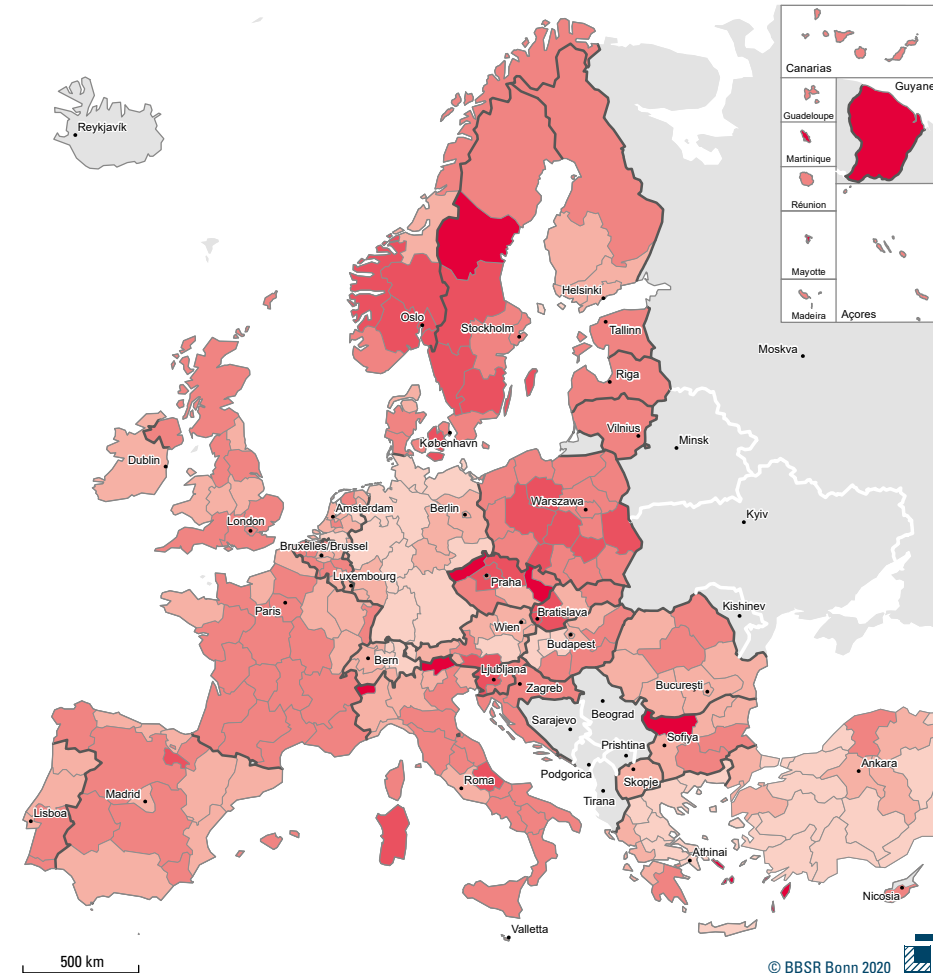 Canarias
Guyane
Guadeloupe
Martinique
Réunion
Mayotte
Madeira
Açores
Reykjavík
Helsinki
Oslo
Stockholm
Tallinn
Moskva
Riga
Vilnius
Minsk
København
Dublin
Amsterdam
Berlin
Warszawa
London
Kyiv
Bruxelles/Brussel
Luxembourg
Praha
Paris
Kishinev
Bratislava
Wien
Budapest
Bern
Ljubljana
Zagreb
Bucureşti
Beograd
Sarajevo
Sofiya
Prishtina
Podgorica
Skopje
Ankara
Tirana
Roma
Madrid
Lisboa
Athinai
Nicosia
Valletta
500 km
© BBSR Bonn 2020